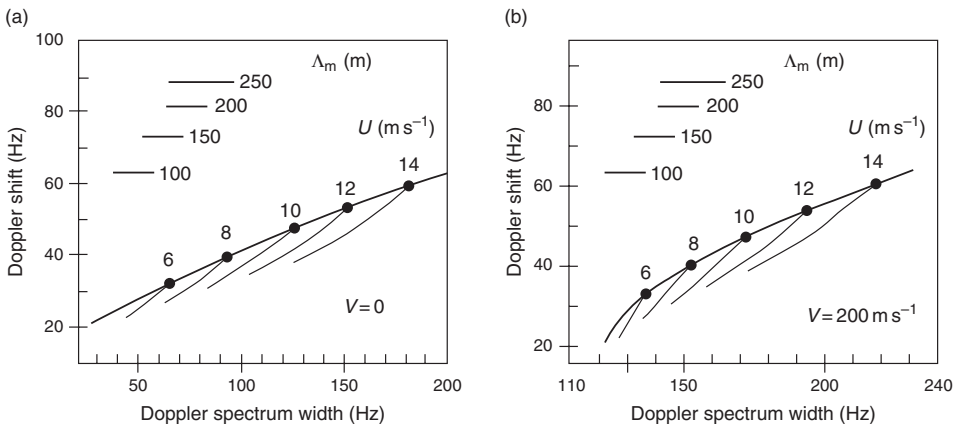 (a)
100
80
60
40
20
Doppler shift (Hz)
Λm (m)
250
200
150
100
U (m s⁻¹)
14
12
10
8
6
V = 0
50
100
150
200
Doppler spectrum width (Hz)
(b)
80
60
40
20
Doppler shift (Hz)
Λm (m)
250
200
150
100
U (m s⁻¹)
14
12
10
8
6
V = 200 m s⁻¹
110
150
200
240
Doppler spectrum width (Hz)